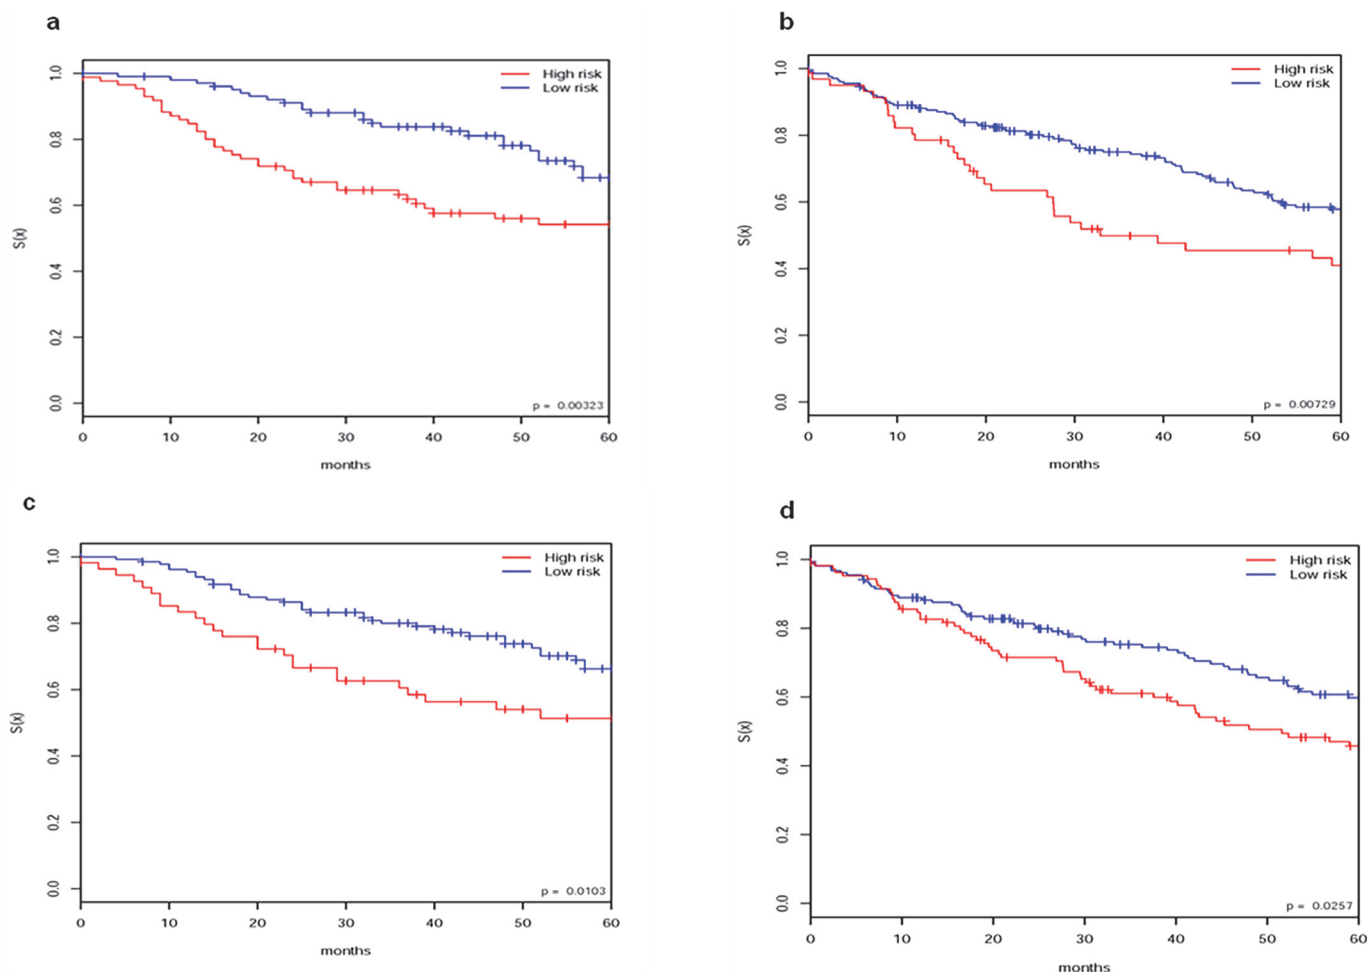 a
High risk
Low risk
S(x)
1.0
0.8
0.6
0.4
0.2
0.0
p = 0.00323
0 10 20 30 40 50 60
months
b
High risk
Low risk
S(x)
1.0
0.8
0.6
0.4
0.2
0.0
p = 0.00729
0 10 20 30 40 50 60
months
c
High risk
Low risk
S(x)
1.0
0.8
0.6
0.4
0.2
0.0
p = 0.0103
0 10 20 30 40 50 60
months
d
High risk
Low risk
S(x)
1.0
0.8
0.6
0.4
0.2
0.0
p = 0.0257
0 10 20 30 40 50 60
months